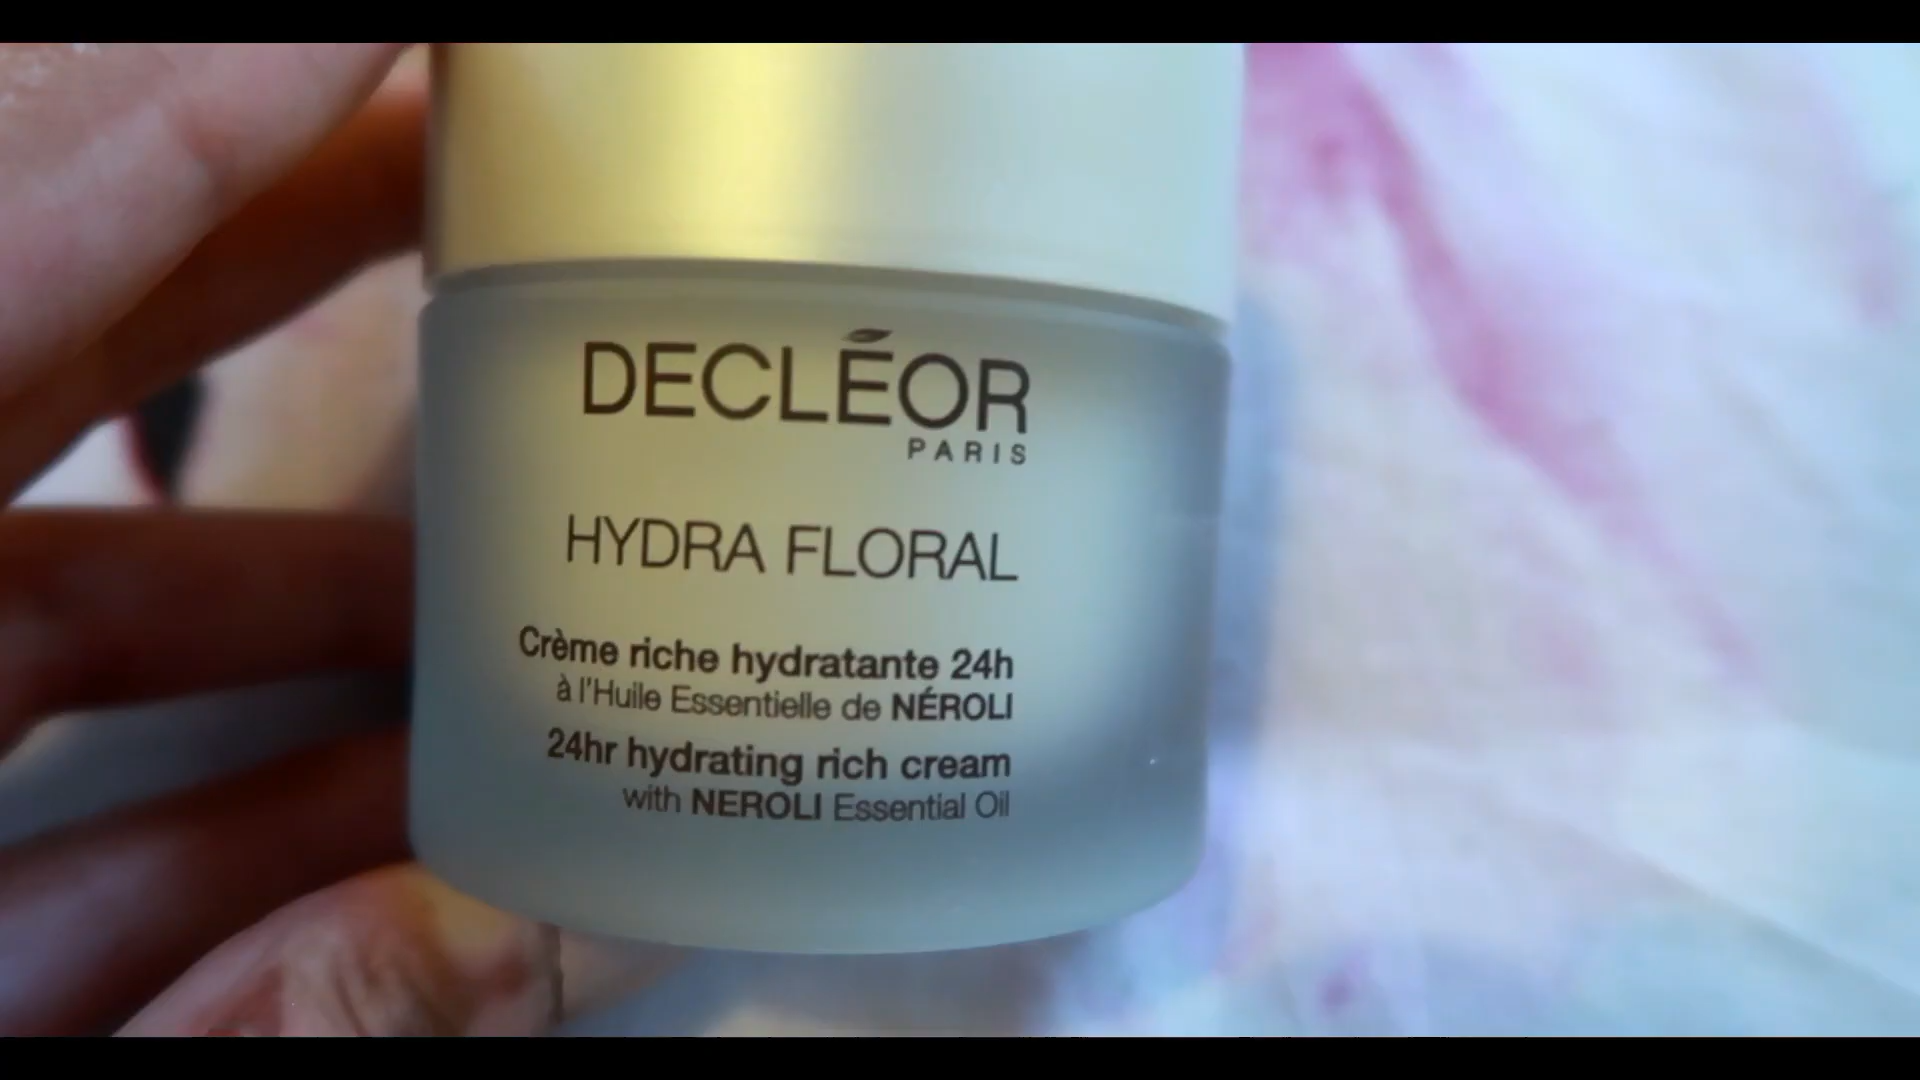 DECLÉOR
PARIS
HYDRA FLORAL
Crème riche hydratante 24h
à l'Huile Essentielle de NÉROLI
24hr hydrating rich cream
with NEROLI Essential Oil